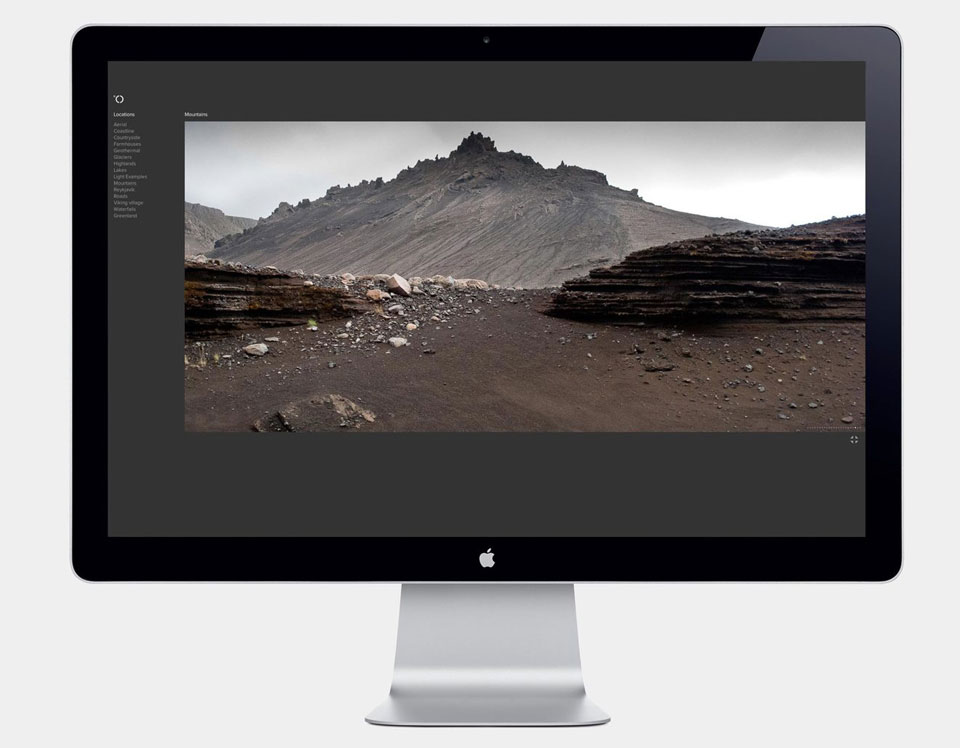 Locations
Aerial
Coastline
Countryside
Farmhouses
Geothermal
Glaciers
Highlands
Lakes
Light Examples
Mountains
Reykjavik
Roads
Viking village
Waterfalls
Greenland
Mountains